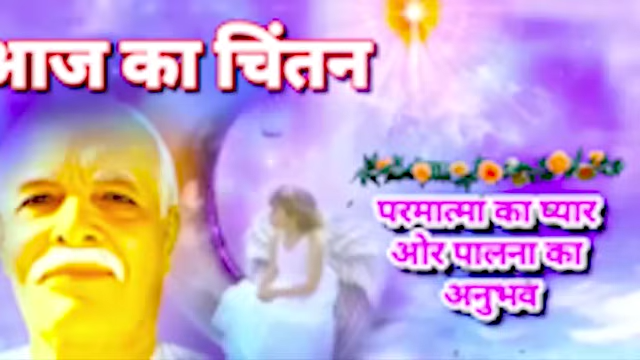 आज का चिंतन
परमात्मा का प्यार
ओर पालना का
अनुभव